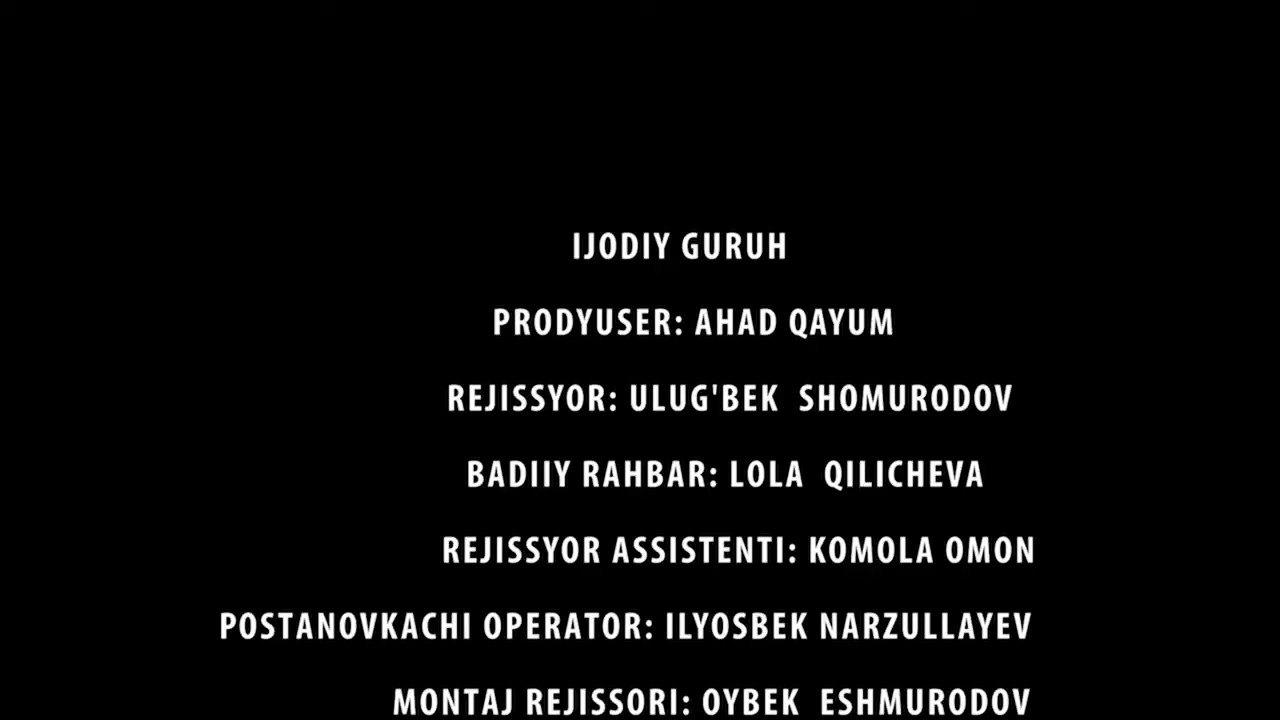 IJODIY GURUH
PRODYUSER: AHAD QAYUM
REJISSYOR: ULUG'BEK SHOMURODOV
BADIIY RAHBAR: LOLA QILICHEVA
REJISSYOR ASSISTENTI: KOMOLA OMON
POSTANOVKACHI OPERATOR: ILYOSBEK NARZULLAYEV
MONTAJ REJISSORI: OYBEK ESHMURODOV